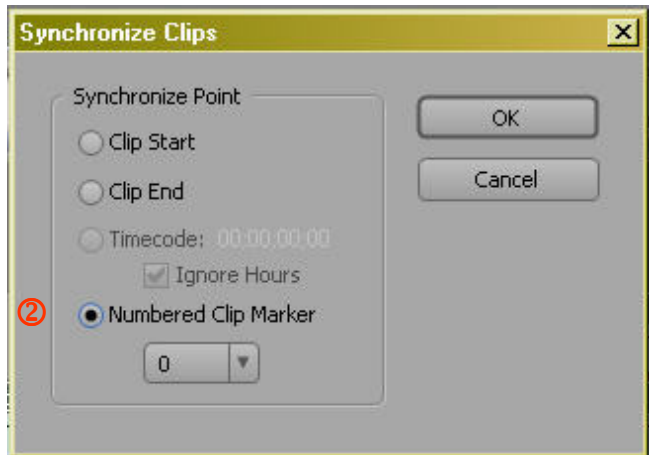 Synchronize Clips
Synchronize Point
Clip Start
Clip End
Timecode: 00;00;00;00
Ignore Hours
② Numbered Clip Marker
0
OK
Cancel